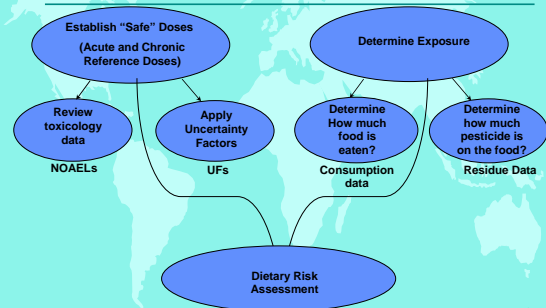 Establish “Safe” Doses
(Acute and Chronic
Reference Doses)
Determine Exposure
Review
toxicology
data
Apply
Uncertainty
Factors
Determine
How much
food is
eaten?
Determine
how much
pesticide is
on the food?
NOAELs
UFs
Consumption
data
Residue Data
Dietary Risk
Assessment